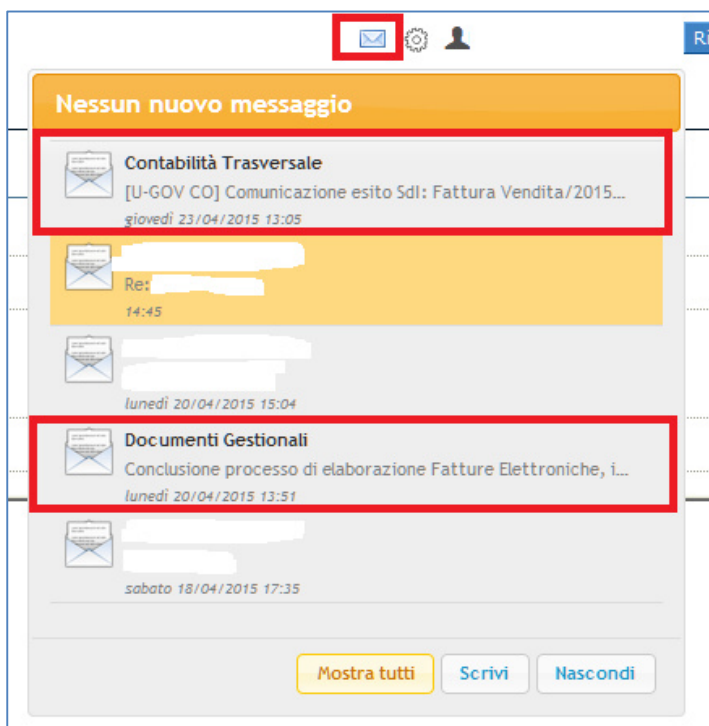 Ri
Nessun nuovo messaggio
Contabilità Trasversale
[U-GOV CO] Comunicazione esito SdI: Fattura Vendita/2015...
giovedì 23/04/2015 13:05
Re:
14:45
lunedì 20/04/2015 15:04
Documenti Gestionali
Conclusione processo di elaborazione Fatture Elettroniche, i...
lunedì 20/04/2015 13:51
sabato 18/04/2015 17:35
Mostra tutti Scrivi Nascondi